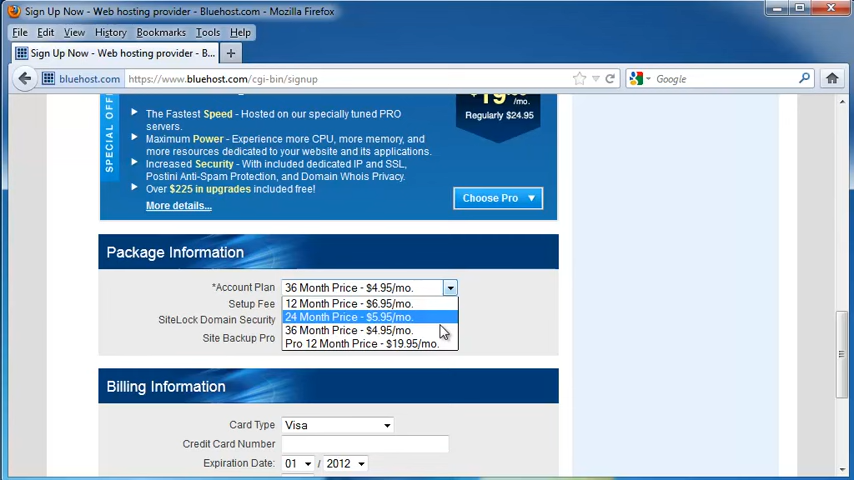 Sign Up Now - Web hosting provider - Bluehost.com - Mozilla Firefox
File Edit View History Bookmarks Tools Help
Sign Up Now - Web hosting provider - B...
bluehost.com https://www.bluehost.com/cgi-bin/signup
Google
SPECIAL
/mo.
Regularly $24.95
The Fastest Speed - Hosted on our specially tuned PRO
servers.
Maximum Power - Experience more CPU, more memory, and
more resources dedicated to your website and its applications.
Increased Security - With included dedicated IP and SSL,
Postini Anti-Spam Protection, and Domain Whois Privacy.
Over $225 in upgrades included free!
More details...
Choose Pro
Package Information
*Account Plan 36 Month Price - $4.95/mo.
Setup Fee 12 Month Price - $6.95/mo.
24 Month Price - $5.95/mo.
SiteLock Domain Security
36 Month Price - $4.95/mo.
Site Backup Pro Pro 12 Month Price - $19.95/mo.
Billing Information
Card Type Visa
Credit Card Number
Expiration Date: 01 / 2012